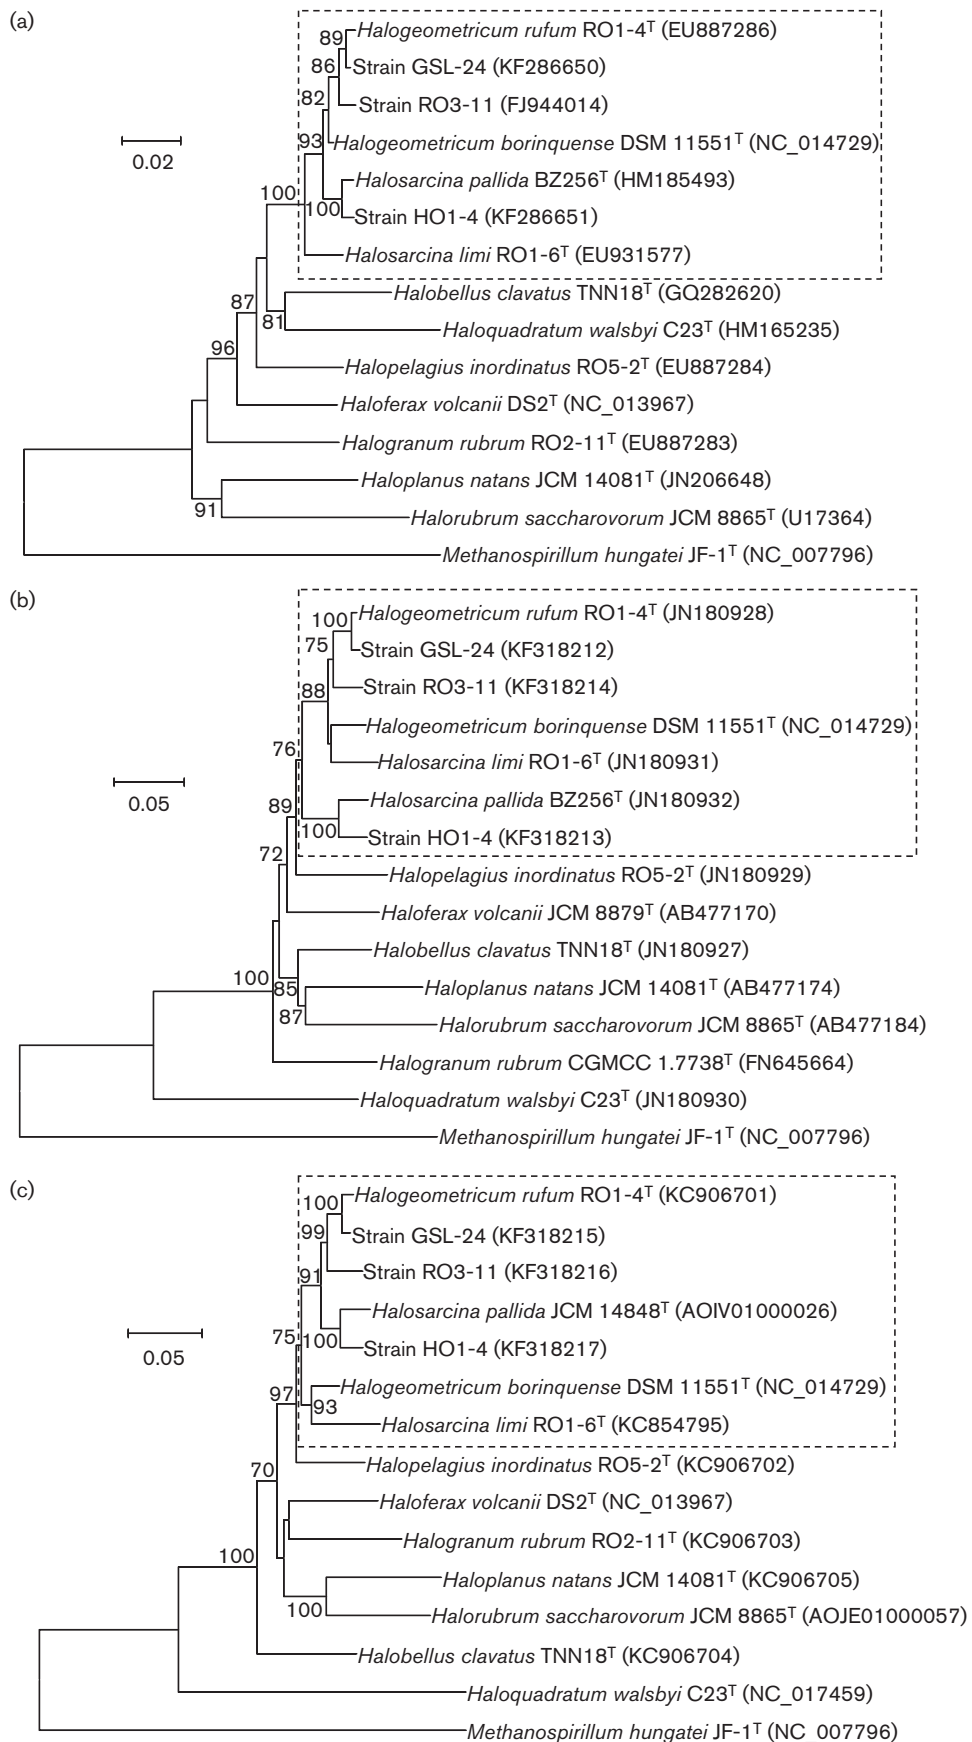 (a)
89
Halogeometricum rufum RO1-4ᵀ (EU887286)
86
Strain GSL-24 (KF286650)
82
Strain RO3-11 (FJ944014)
93
Halogeometricum borinquense DSM 11551ᵀ (NC_014729)
0.02
Halosarcina pallida BZ256ᵀ (HM185493)
100
100
Strain HO1-4 (KF286651)
Halosarcina limi RO1-6ᵀ (EU931577)
Halobellus clavatus TNN18ᵀ (GQ282620)
87
81
Haloquadratum walsbyi C23ᵀ (HM165235)
96
Halopelagius inordinatus RO5-2ᵀ (EU887284)
Haloferax volcanii DS2ᵀ (NC_013967)
Halogranum rubrum RO2-11ᵀ (EU887283)
Haloplanus natans JCM 14081ᵀ (JN206648)
91
Halorubrum saccharovorum JCM 8865ᵀ (U17364)
Methanospirillum hungatei JF-1ᵀ (NC_007796)
(b)
100
Halogeometricum rufum RO1-4ᵀ (JN180928)
75
Strain GSL-24 (KF318212)
88
Strain RO3-11 (KF318214)
Halogeometricum borinquense DSM 11551ᵀ (NC_014729)
76
Halosarcina limi RO1-6ᵀ (JN180931)
0.05
89
Halosarcina pallida BZ256ᵀ (JN180932)
100
Strain HO1-4 (KF318213)
72
Halopelagius inordinatus RO5-2ᵀ (JN180929)
Haloferax volcanii JCM 8879ᵀ (AB477170)
Halobellus clavatus TNN18ᵀ (JN180927)
100
85
Haloplanus natans JCM 14081ᵀ (AB477174)
87
Halorubrum saccharovorum JCM 8865ᵀ (AB477184)
Halogranum rubrum CGMCC 1.7738ᵀ (FN645664)
Haloquadratum walsbyi C23ᵀ (JN180930)
Methanospirillum hungatei JF-1ᵀ (NC_007796)
(c)
100
Halogeometricum rufum RO1-4ᵀ (KC906701)
99
Strain GSL-24 (KF318215)
91
Strain RO3-11 (KF318216)
Halosarcina pallida JCM 14848ᵀ (AOIV01000026)
75
100
Strain HO1-4 (KF318217)
0.05
97
Halogeometricum borinquense DSM 11551ᵀ (NC_014729)
93
Halosarcina limi RO1-6ᵀ (KC854795)
70
Halopelagius inordinatus RO5-2ᵀ (KC906702)
Haloferax volcanii DS2ᵀ (NC_013967)
Halogranum rubrum RO2-11ᵀ (KC906703)
100
Haloplanus natans JCM 14081ᵀ (KC906705)
100
Halorubrum saccharovorum JCM 8865ᵀ (AOJE01000057)
Halobellus clavatus TNN18ᵀ (KC906704)
Haloquadratum walsbyi C23ᵀ (NC_017459)
Methanospirillum hungatei JF-1ᵀ (NC 007796)